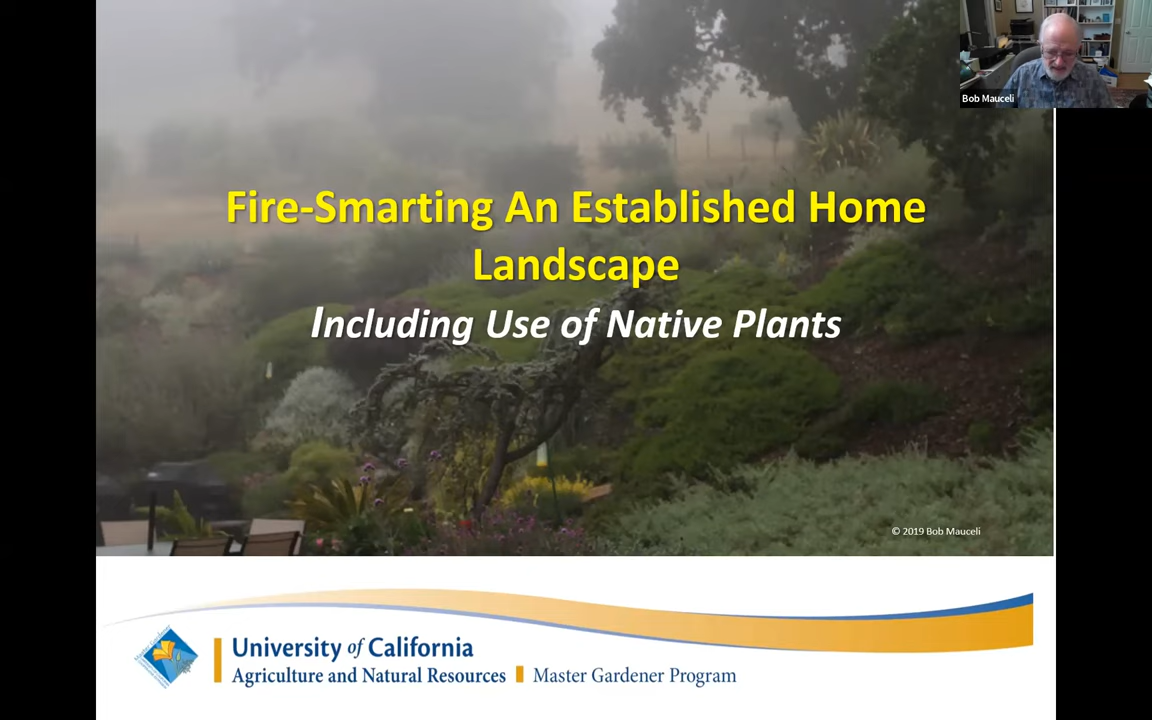 Bob Mauceli
Fire-Smarting An Established Home
Landscape
Including Use of Native Plants
© 2019 Bob Mauceli
University of California
Agriculture and Natural Resources
Master Gardener Program